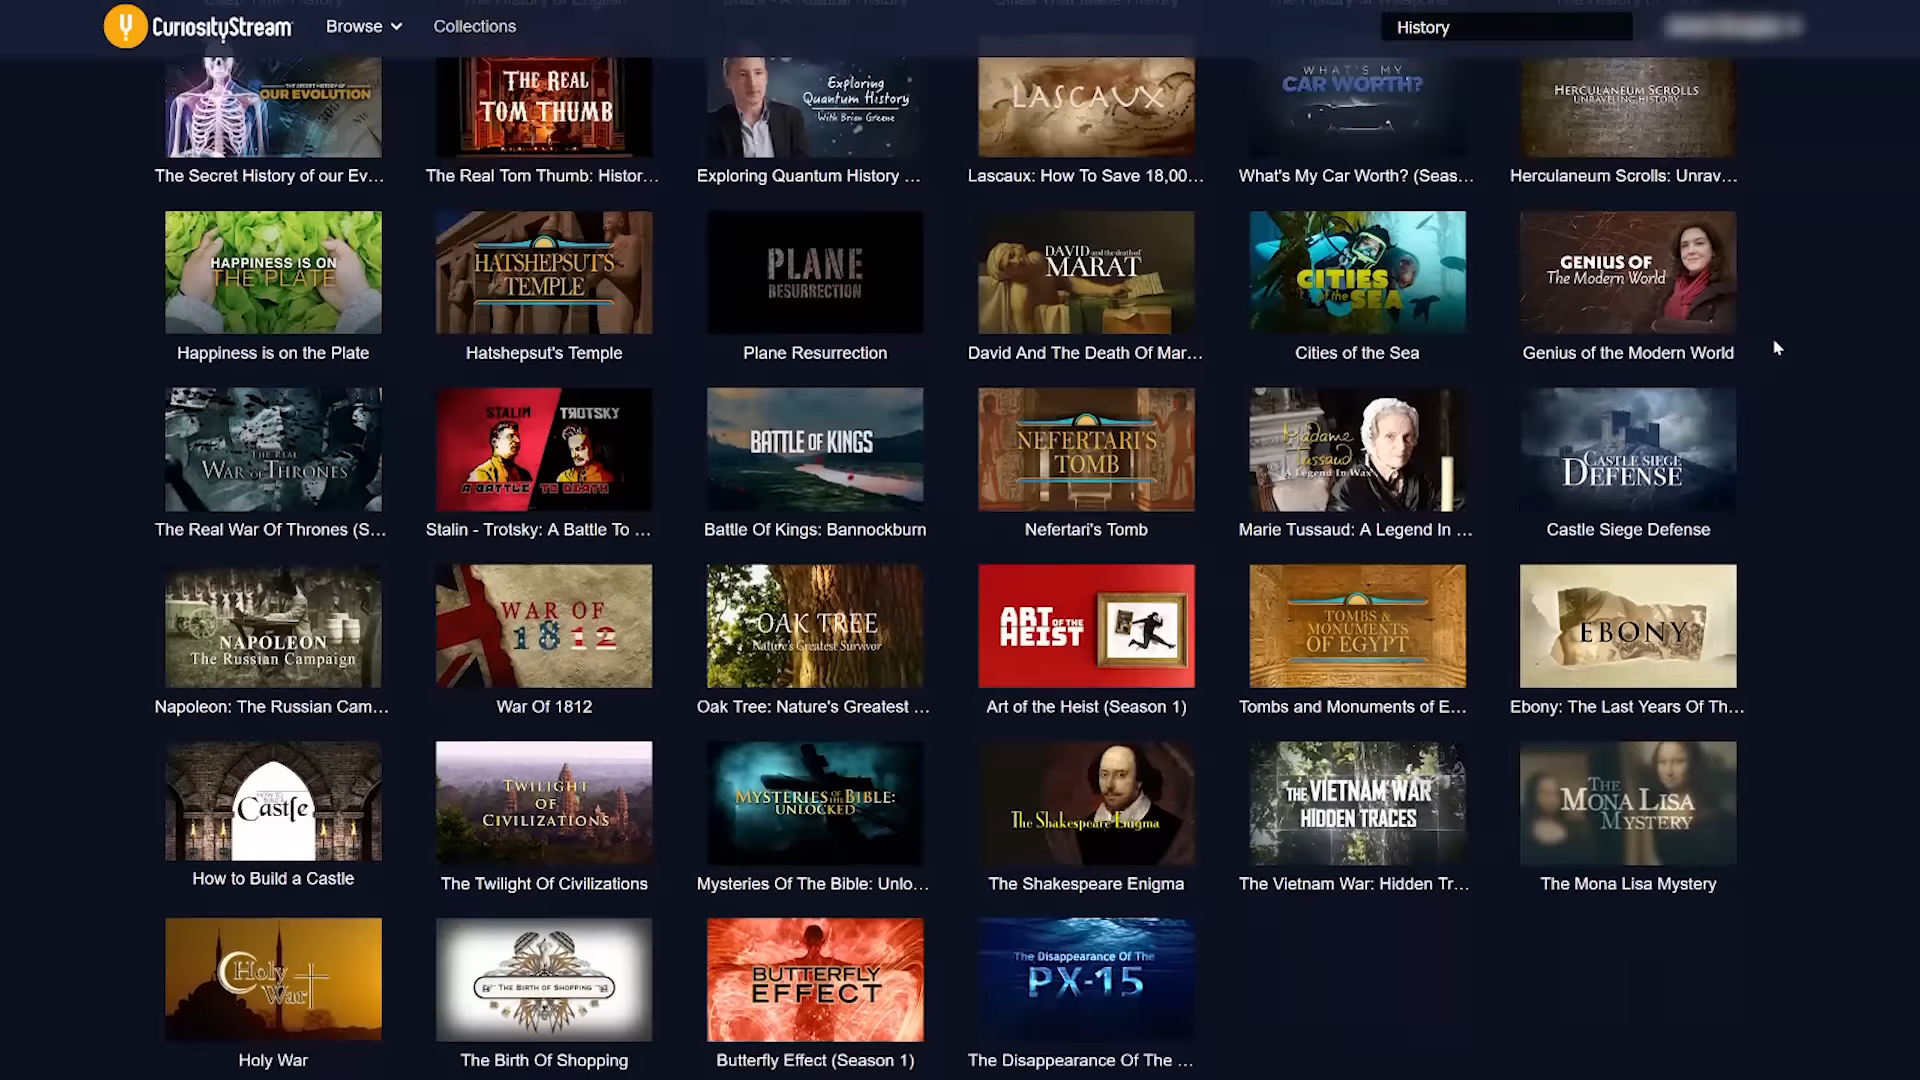 CURIOSITYSTREAM
Browse
Collections
History
THE SECRET HISTORY OF
OUR EVOLUTION
THE REAL
TOM THUMB
Exploring
Quantum History
With Brian Greene
LASCAUX
WHAT'S MY
CAR WORTH?
HERCULANEUM SCROLLS
UNRAVELING HISTORY
The Secret History of our Ev...
The Real Tom Thumb: Histor...
Exploring Quantum History ...
Lascaux: How To Save 18,00...
What's My Car Worth? (Seas...
Herculaneum Scrolls: Unrav...
HAPPINESS IS ON
THE PLATE
HATSHEPSUT'S
TEMPLE
PLANE
RESURRECTION
DAVID and the death of
MARAT
CITIES
of the SEA
GENIUS OF
The Modern World
Happiness is on the Plate
Hatshepsut's Temple
Plane Resurrection
David And The Death Of Mar...
Cities of the Sea
Genius of the Modern World
THE REAL
WAR OF THRONES
STALIN TROTSKY
A BATTLE TO DEATH
BATTLE OF KINGS
NEFERTARI'S
TOMB
Madame
Tussaud
A Legend In Wax
CASTLE SIEGE
DEFENSE
The Real War Of Thrones (S...
Stalin - Trotsky: A Battle To ...
Battle Of Kings: Bannockburn
Nefertari's Tomb
Marie Tussaud: A Legend In ...
Castle Siege Defense
NAPOLEON
The Russian Campaign
WAR OF
1812
OAK TREE
Nature's Greatest Survivor
ART OF THE
HEIST
TOMBS &
MONUMENTS
OF EGYPT
EBONY
Napoleon: The Russian Cam...
War Of 1812
Oak Tree: Nature's Greatest ...
Art of the Heist (Season 1)
Tombs and Monuments of E...
Ebony: The Last Years Of Th...
HOW TO BUILD A
Castle
TWILIGHT
OF
CIVILIZATIONS
MYSTERIES OF THE BIBLE:
UNLOCKED
The Shakespeare Enigma
THE VIETNAM WAR
HIDDEN TRACES
THE
MONA LISA
MYSTERY
How to Build a Castle
The Twilight Of Civilizations
Mysteries Of The Bible: Unlo...
The Shakespeare Enigma
The Vietnam War: Hidden Tr...
The Mona Lisa Mystery
Holy
War
THE BIRTH OF SHOPPING
BUTTERFLY
EFFECT
The Disappearance Of The
PX-15
Holy War
The Birth Of Shopping
Butterfly Effect (Season 1)
The Disappearance Of The ...